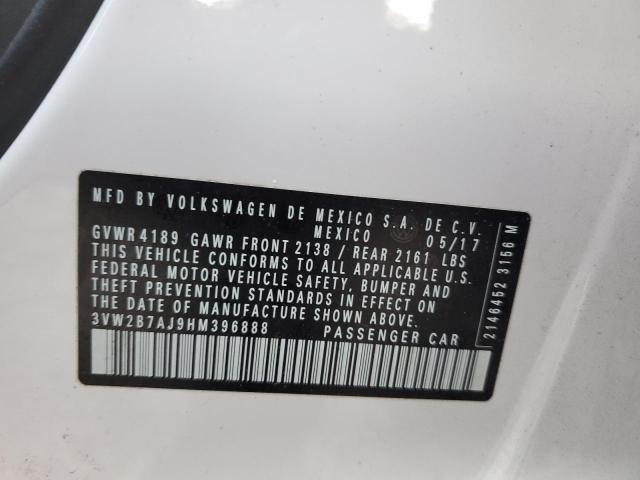 MFD BY VOLKSWAGEN DE MEXICO S.A. DE C.V.
MEXICO 05/17
GVWR 4189 GAWR FRONT 2138 / REAR 2161 LBS
THIS VEHICLE CONFORMS TO ALL APPLICABLE U.S.
FEDERAL MOTOR VEHICLE SAFETY, BUMPER AND
THEFT PREVENTION STANDARDS IN EFFECT ON
THE DATE OF MANUFACTURE SHOWN ABOVE.
3VW2B7AJ9HM396888 PASSENGER CAR
2146452 3156 M